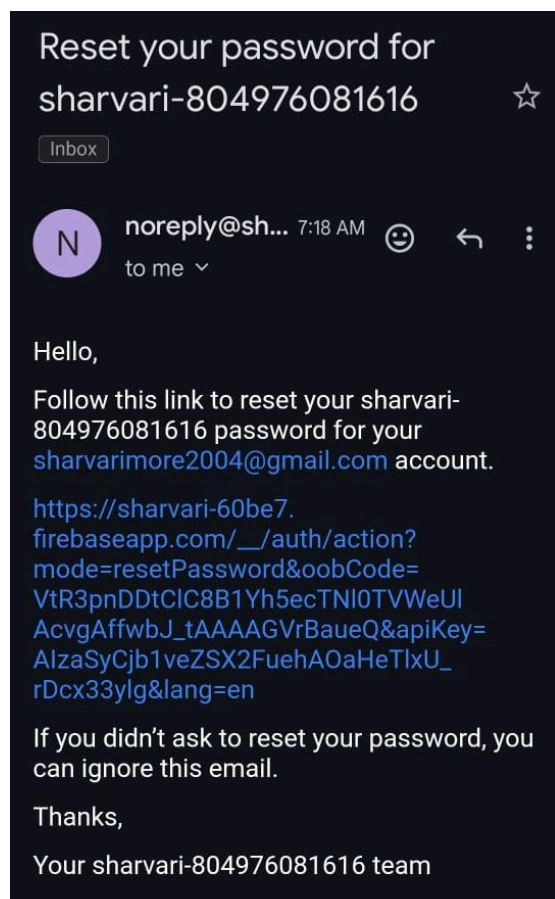 Reset your password for
sharvari-804976081616
Inbox
N
noreply@sh... 7:18 AM
to me
Hello,
Follow this link to reset your sharvari-
804976081616 password for your
sharvarimore2004@gmail.com account.
https://sharvari-60be7.
firebaseapp.com/__/auth/action?
mode=resetPassword&oobCode=
VtR3pnDDtClC8B1Yh5ecTNl0TVWeUl
AcvgAffwbJ_tAAAAGVrBaueQ&apiKey=
AIzaSyCjb1veZSX2FuehAOaHeTlxU_
rDcx33ylg&lang=en
If you didn’t ask to reset your password, you
can ignore this email.
Thanks,
Your sharvari-804976081616 team